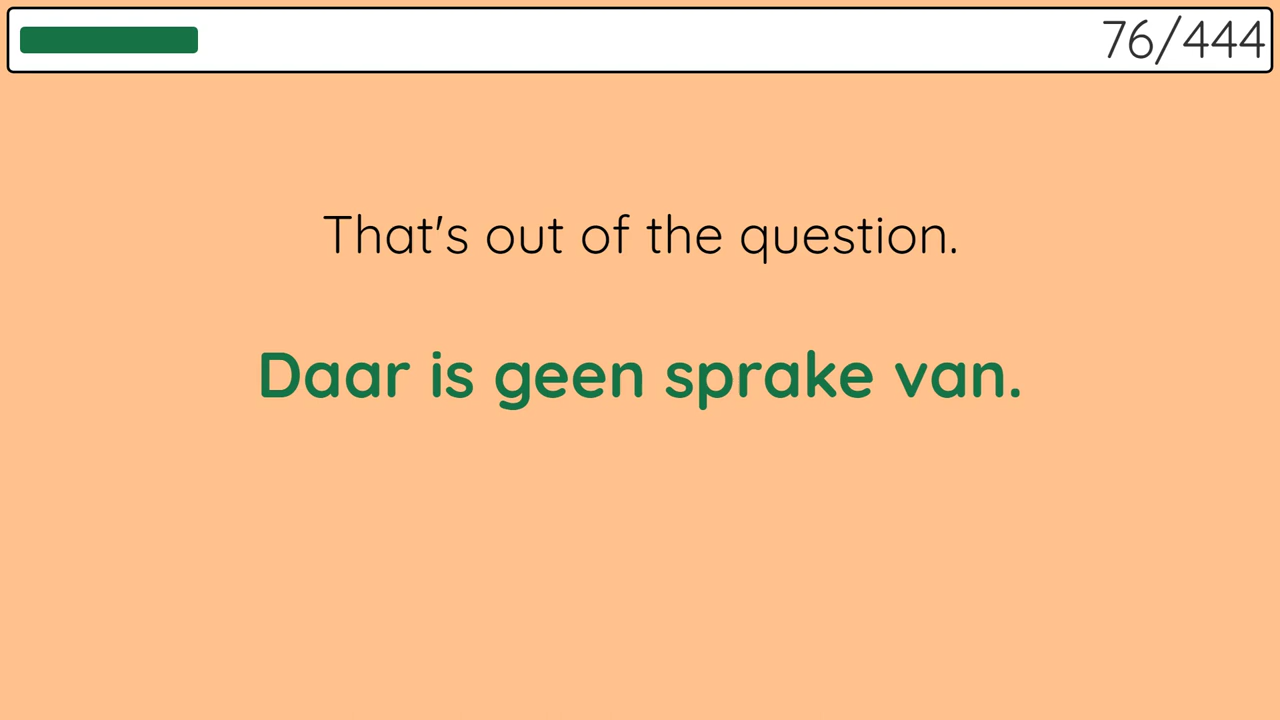 76/444
That's out of the question.
Daar is geen sprake van.